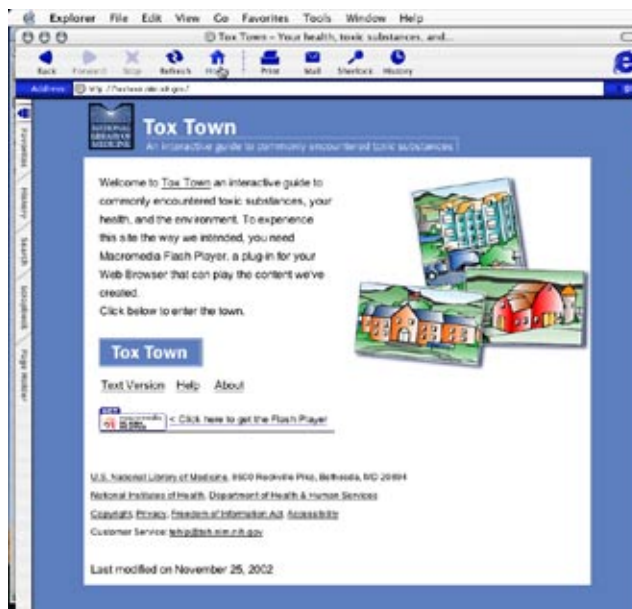 Explorer File Edit View Go Favorites Tools Window Help
Tox Town - Your health, toxic substances, and...
Back Forward Stop Refresh Home Print Mail Sherlock History
Address:
Favorites
History
Search
Scrapbook
Page Holder
NATIONAL
LIBRARY OF
MEDICINE
Tox Town
An interactive guide to commonly encountered toxic substances
Welcome to Tox Town an interactive guide to
commonly encountered toxic substances, your
health, and the environment. To experience
this site the way we intended, you need
Macromedia Flash Player, a plug-in for your
Web Browser that can play the content we've
created.
Click below to enter the town.
Tox Town
Text Version Help About
< Click here to get the Flash Player
U.S. National Library of Medicine, 8600 Rockville Pike, Bethesda, MD 20894
National Institutes of Health, Department of Health & Human Services
Copyright, Privacy, Freedom of Information Act, Accessibility
Customer Service: tehip@teh.nlm.nih.gov
Last modified on November 25, 2002